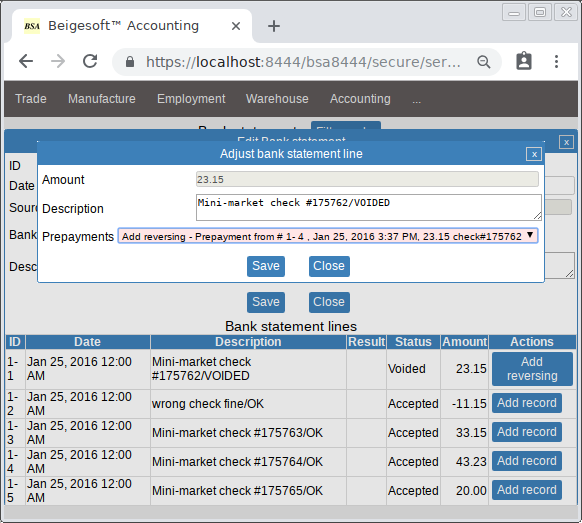 BSA Beigesoft™ Accounting
https://localhost:8444/bsa8444/secure/ser...
Trade Manufacture Employment Warehouse Accounting ...
Edit Bank statement x
Adjust bank statement line x
ID
Amount 23.15
Date
Description Mini-market check #175762/VOIDED
Bank
Prepayments Add reversing - Prepayment from # 1- 4 , Jan 25, 2016 3:37 PM, 23.15 check#175762
Save Close
Save Close
Bank statement lines
ID Date Description Result Status Amount Actions
1-1 Jan 25, 2016 12:00 AM Mini-market check #175762/VOIDED Voided 23.15 Add reversing
1-2 Jan 25, 2016 12:00 AM wrong check fine/OK Accepted -11.15 Add record
1-3 Jan 25, 2016 12:00 AM Mini-market check #175763/OK Accepted 33.15 Add record
1-4 Jan 25, 2016 12:00 AM Mini-market check #175764/OK Accepted 43.23 Add record
1-5 Jan 25, 2016 12:00 AM Mini-market check #175765/OK Accepted 20.00 Add record